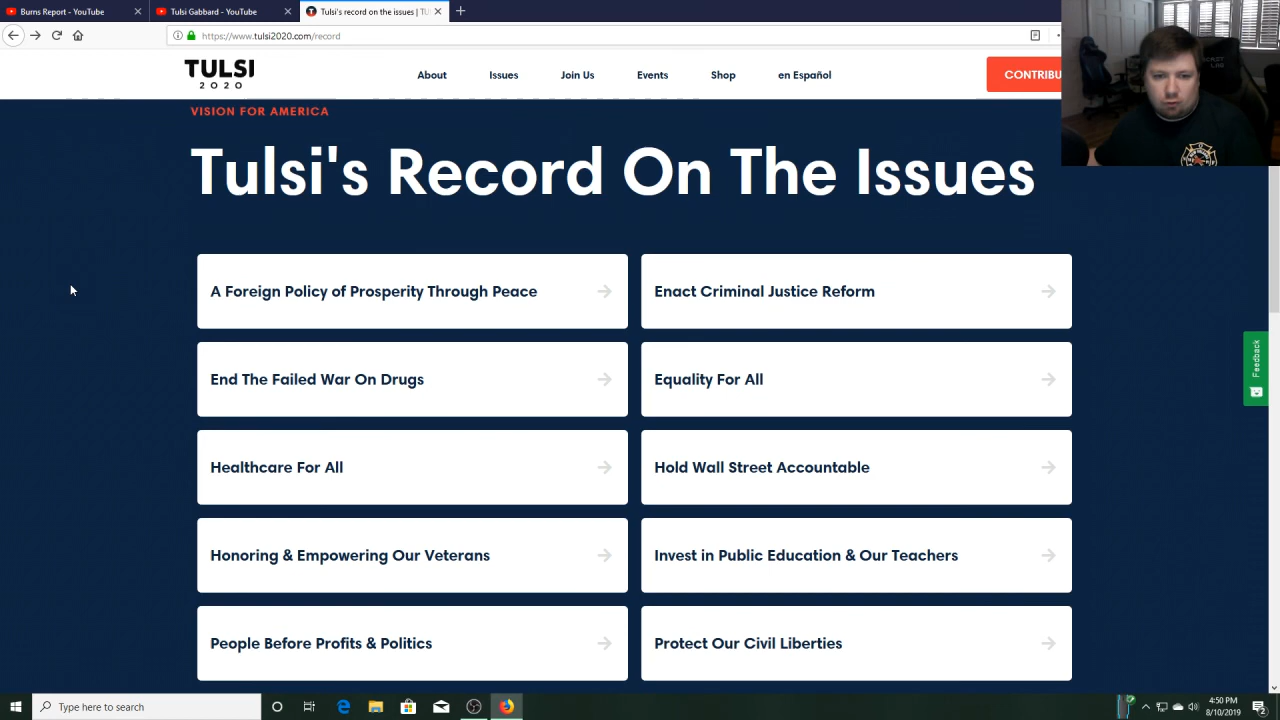 Burns Report - YouTube
Tulsi Gabbard - YouTube
Tulsi's record on the issues | TU
https://www.tulsi2020.com/record
TULSI
2020
About
Issues
Join Us
Events
Shop
en Español
CONTRIBU
VISION FOR AMERICA
Tulsi's Record On The Issues
A Foreign Policy of Prosperity Through Peace
Enact Criminal Justice Reform
End The Failed War On Drugs
Equality For All
Feedback
Healthcare For All
Hold Wall Street Accountable
Honoring & Empowering Our Veterans
Invest in Public Education & Our Teachers
People Before Profits & Politics
Protect Our Civil Liberties
Type here to search
4:50 PM
8/10/2019
2